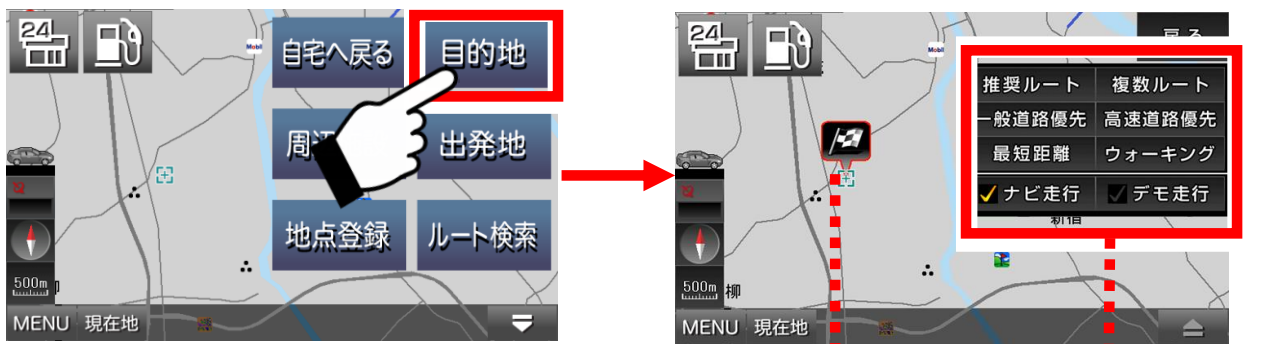 24
Mobil
自宅へ戻る 目的地
周辺
出発地
地点登録 ルート検索
500m
MENU 現在地
24
Mobil
戻る
推奨ルート 複数ルート
一般道路優先 高速道路優先
最短距離 ウォーキング
ナビ走行 デモ走行
新宿
500m
柳
MENU 現在地